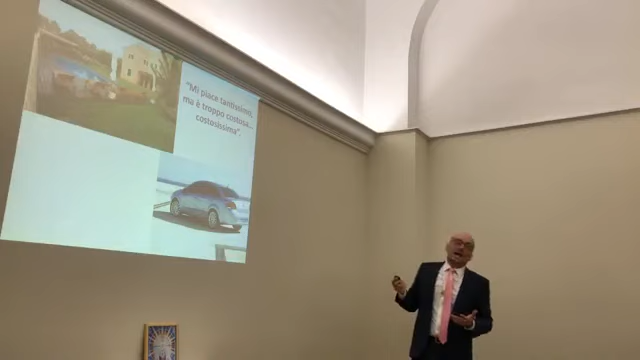 “Mi piace tantissimo,
ma è troppo costosa...
costosissima”.